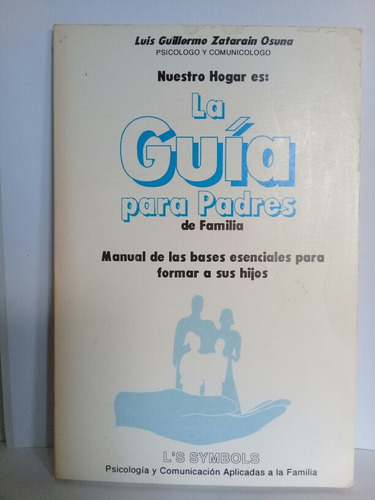 Luis Guillermo Zatarain Osuna
PSICOLOGO Y COMUNICOLOGO
Nuestro Hogar es:
La
Guía
para Padres
de Familia
Manual de las bases esenciales para
formar a sus hijos
L'S SYMBOLS
Psicología y Comunicación Aplicadas a la Familia